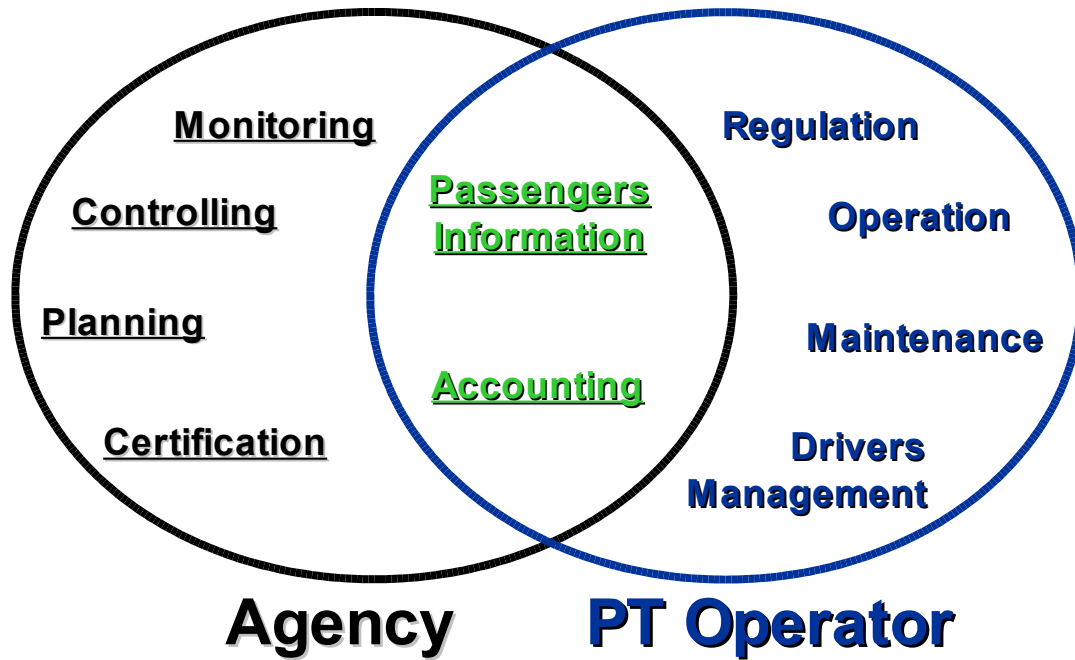 Monitoring
Controlling
Planning
Certification
Passengers
Information
Accounting
Regulation
Operation
Maintenance
Drivers
Management
Agency
PT Operator